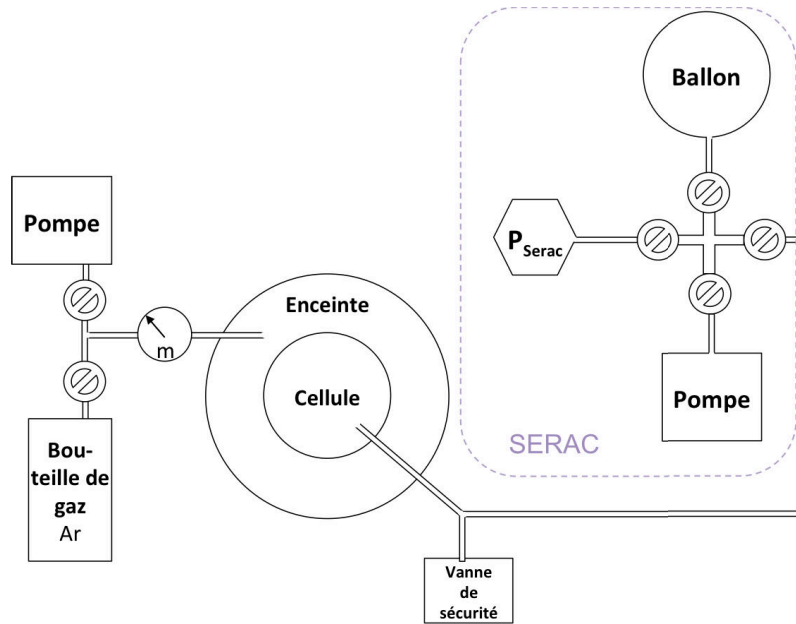 Ballon
Pompe
P Serac
Enceinte
m
Cellule
Pompe
SERAC
Bou-
teille de
gaz
Ar
Vanne
de
sécurité